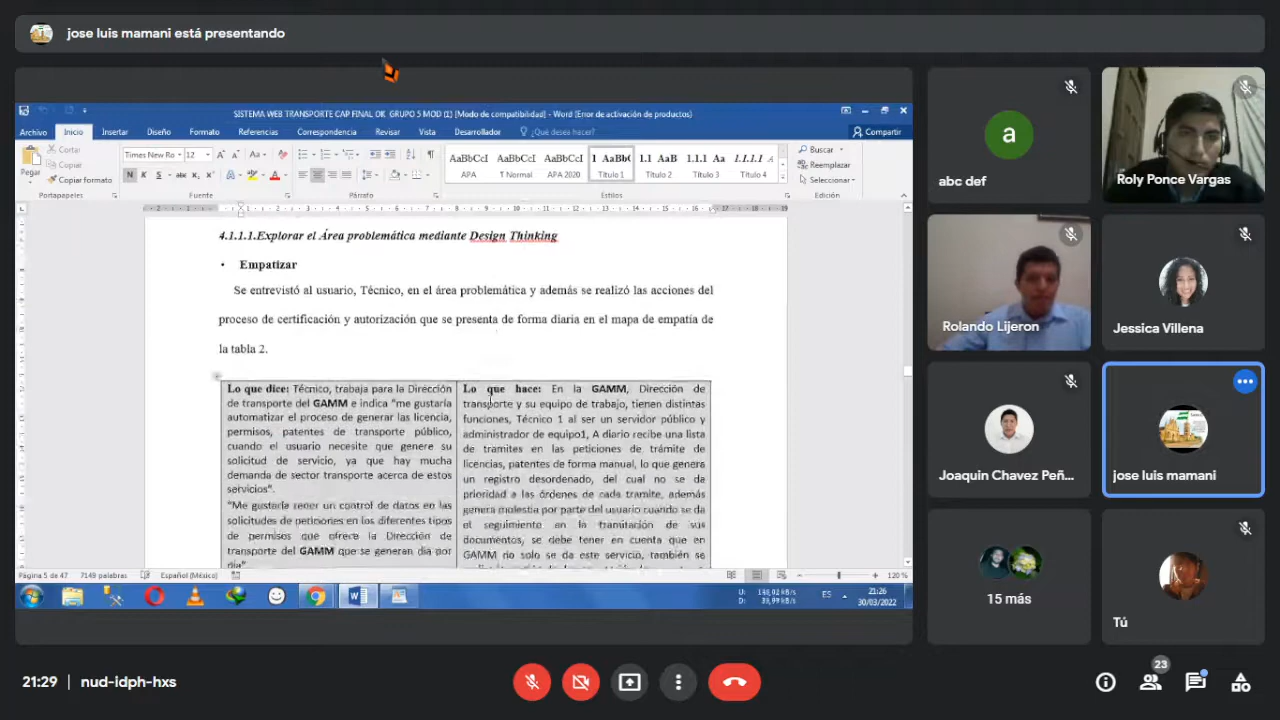 jose luis mamani está presentando
SISTEMA WEB TRANSPORTE CAP FINAL OK GRUPO 5 MOD (1) [Modo de compatibilidad] - Word (Error de activación de productos)
Archivo Inicio Insertar Diseño Formato Referencias Correspondencia Revisar Vista Desarrollador ¿Qué desea hacer? Compartir
Pegar
Cortar
Copiar
Copiar formato
Portapapeles
Times New Ro 12
Fuente
Párrafo
AaBbCcI AaBbCcI AaBbCcI 1 AaBb( 1.1 AaB 1.1.1 Aa 1.1.1.1 A
APA ¶ Normal APA 2020 Título 1 Título 2 Título 3 Título 4
Estilos
Buscar
Reemplazar
Seleccionar
Edición
4.1.1.1.Explorar el Área problemática mediante Design Thinking
• Empatizar
Se entrevistó al usuario, Técnico, en el área problemática y además se realizó las acciones del
proceso de certificación y autorización que se presenta de forma diaria en el mapa de empatía de
la tabla 2.
Lo que dice: Técnico, trabaja para la Dirección
de transporte del GAMM e indica “me gustaría
automatizar el proceso de generar las licencia,
permisos, patentes de transporte público,
cuando el usuario necesite que genere su
solicitud de servicio, ya que hay mucha
demanda de sector transporte acerca de estos
servicios”.
“Me gustaría tener un control de datos en las
solicitudes de peticiones en los diferentes tipos
de permisos que ofrece la Dirección de
transporte del GAMM que se generan día por
día”
Lo que hace: En la GAMM, Dirección de
transporte y su equipo de trabajo, tienen distintas
funciones, Técnico 1 al ser un servidor público y
administrador de equipo1, A diario recibe una lista
de tramites en las peticiones de trámite de
licencias, patentes de forma manual, lo que genera
un registro desordenado, del cual no se da
prioridad a las órdenes de cada tramite, además
genera molestia por parte del usuario cuando se da
el seguimiento en la tramitación de sus
documentos, se debe tener en cuenta que en
GAMM no solo se da este servicio, también se
Página 5 de 47 7149 palabras Español (México) 120 %
ES
21:26
30/03/2022
a
abc def
Roly Ponce Vargas
Rolando Lijeron
Jessica Villena
Joaquin Chavez Peñ...
jose luis mamani
15 más
Tú
21:29 | nud-idph-hxs
23